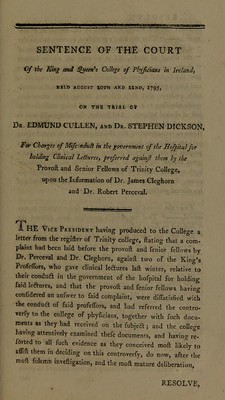 SENTENCE OF THE COURT
Of the King and Queen's College of Physicians in Ireland,
HELD AUGUST 20TH AND 22ND, 1795,
ON THE TRIAL OF
DR. EDMUND CULLEN, AND DR. STEPHEN DICKSON,
For Charges of Misconduct in the government of the Hospital for
holding Clinical Lectures, preferred against them by the
Provost and Senior Fellows of Trinity College,
upon the Information of Dr. James Cleghorn
and Dr. Robert Perceval.
THE VICE PRESIDENT having produced to the College a
letter from the register of Trinity college, stating that a com-
plaint had been laid before the provost and senior fellows by
Dr. Perceval and Dr. Cleghorn, against two of the King's
Professors, who gave clinical lectures last winter, relative to
their conduct in the government of the hospital for holding
said lectures, and that the provost and senior fellows having
considered an answer to said complaint, were dissatisfied with
the conduct of said professors, and had referred the contro-
versy to the college of physicians, together with such docu-
ments as they had received on the subject; and the college
having attentively examined these documents, and having re-
sorted to all such evidence as they conceived most likely to
assist them in deciding on this controversy, do now, after the
most solemn investigation, and the most mature deliberation,
RESOLVE,